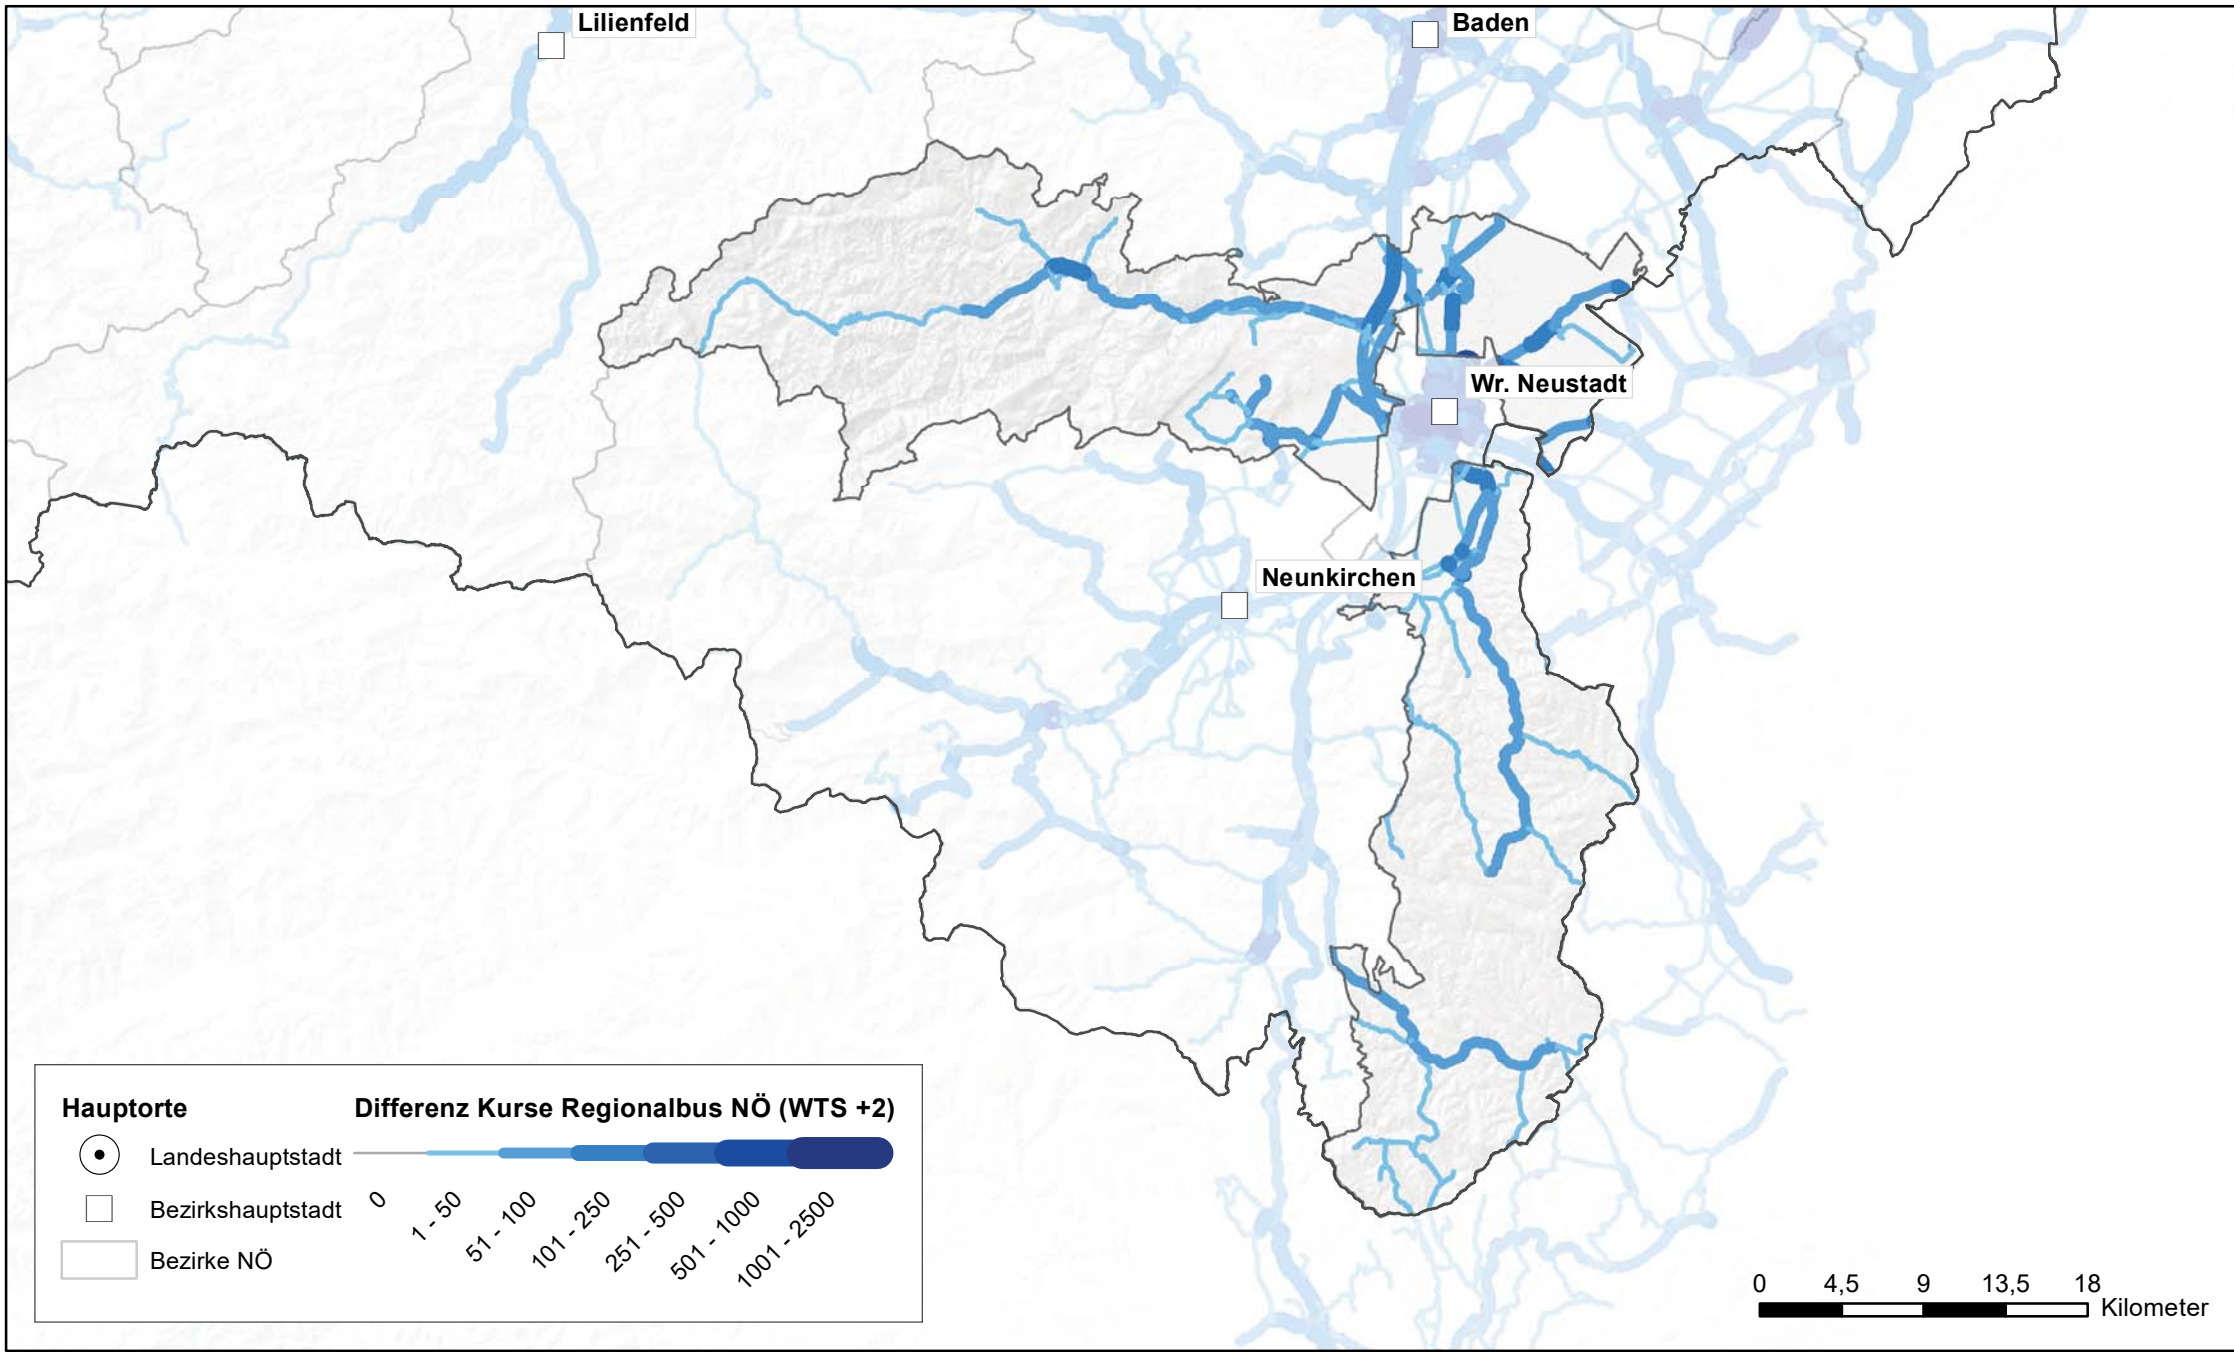 Lilienfeld
Baden
Wr. Neustadt
Neunkirchen
Hauptorte
Landeshauptstadt
Bezirkshauptstadt
Bezirke NÖ
Differenz Kurse Regionalbus NÖ (WTS +2)
0
1 - 50
51 - 100
101 - 250
251 - 500
501 - 1000
1001 - 2500
0 4,5 9 13,5 18
Kilometer